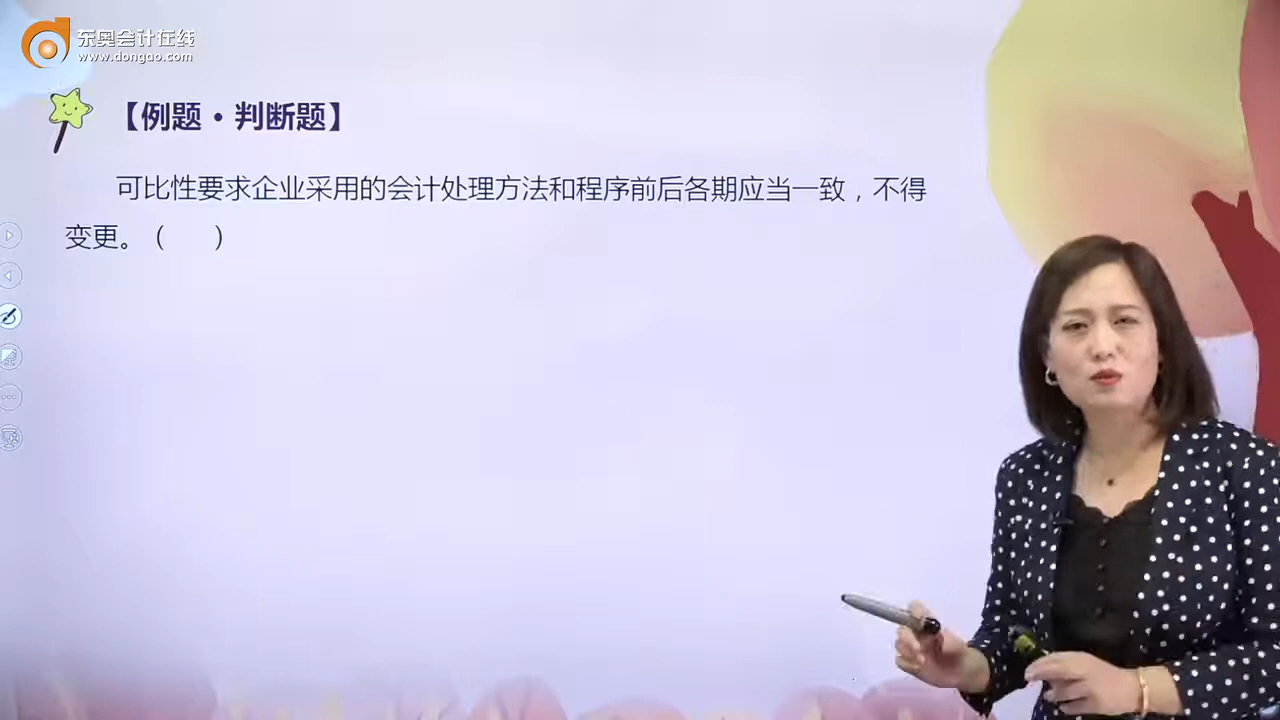 东奥会计在线
www.dongao.com
【例题·判断题】
可比性要求企业采用的会计处理方法和程序前后各期应当一致，不得
变更。（　　）